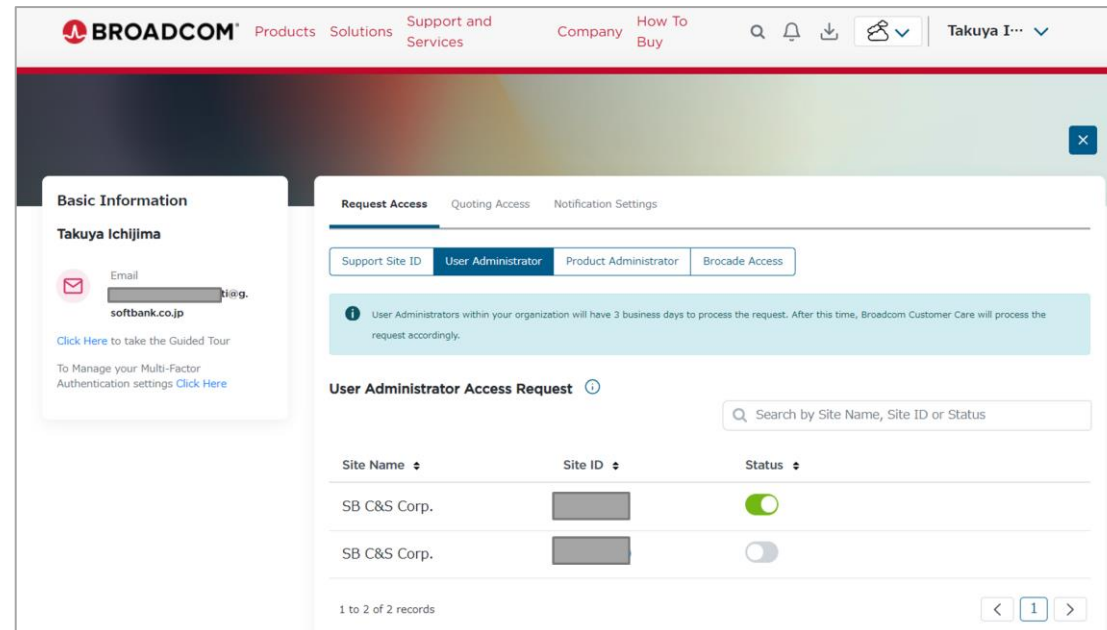 BROADCOM
Products Solutions Support and Services Company How To Buy
Takuya I…
Basic Information
Takuya Ichijima
Email
ti@g.
softbank.co.jp
Click Here to take the Guided Tour
To Manage your Multi-Factor
Authentication settings Click Here
Request Access Quoting Access Notification Settings
Support Site ID User Administrator Product Administrator Brocade Access
User Administrators within your organization will have 3 business days to process the request. After this time, Broadcom Customer Care will process the
request accordingly.
User Administrator Access Request
Search by Site Name, Site ID or Status
Site Name Site ID Status
SB C&S Corp.
SB C&S Corp.
1 to 2 of 2 records
1